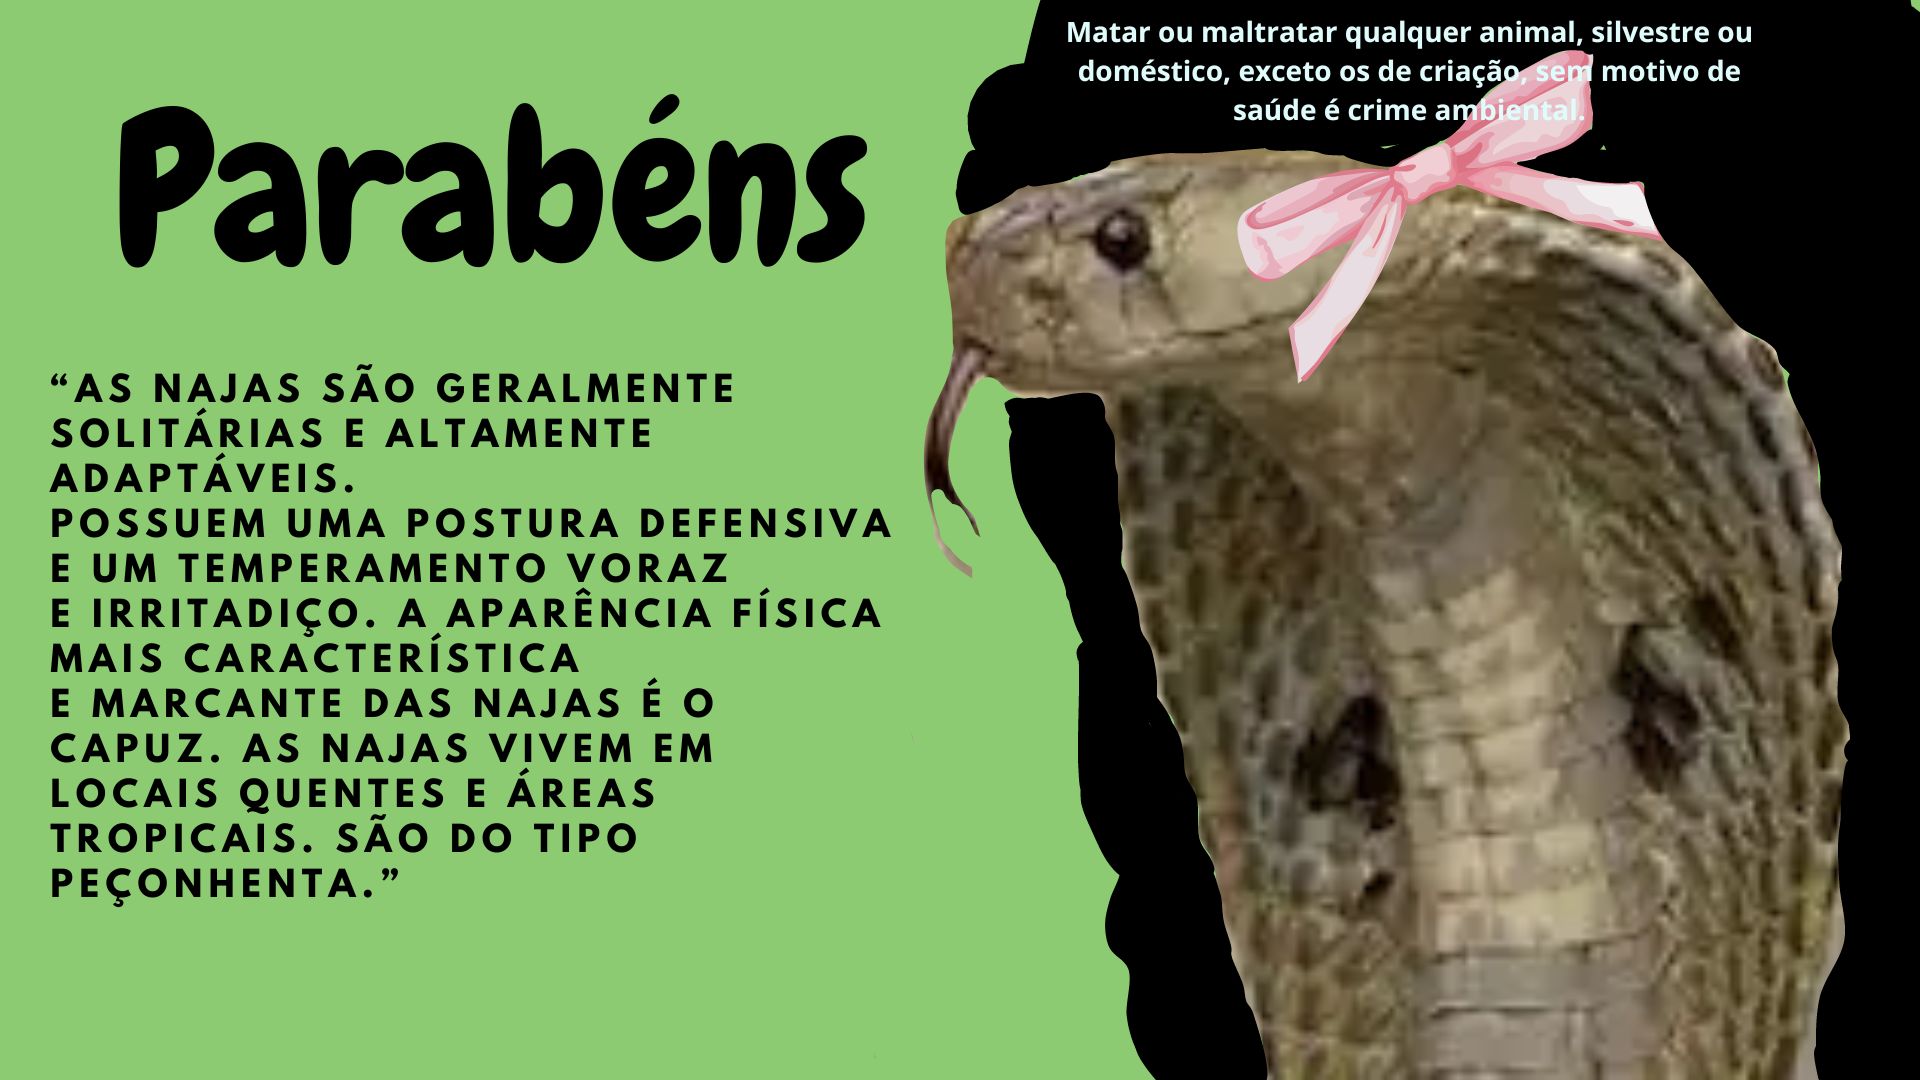 Matar ou maltratar qualquer animal, silvestre ou
doméstico, exceto os de criação, sem motivo de
saúde é crime ambiental.
Parabéns
“AS NAJAS SÃO GERALMENTE
SOLITÁRIAS E ALTAMENTE
ADAPTÁVEIS.
POSSUEM UMA POSTURA DEFENSIVA
E UM TEMPERAMENTO VORAZ
E IRRITADIÇO. A APARÊNCIA FÍSICA
MAIS CARACTERÍSTICA
E MARCANTE DAS NAJAS É O
CAPUZ. AS NAJAS VIVEM EM
LOCAIS QUENTES E ÁREAS
TROPICAIS. SÃO DO TIPO
PEÇONHENTA.”